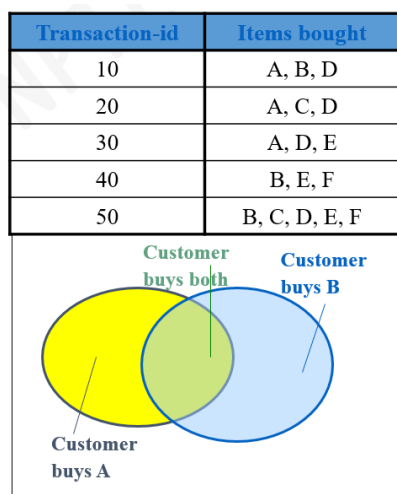 Transaction-id Items bought
10 A, B, D
20 A, C, D
30 A, D, E
40 B, E, F
50 B, C, D, E, F
Customer
buys both
Customer
buys B
Customer
buys A